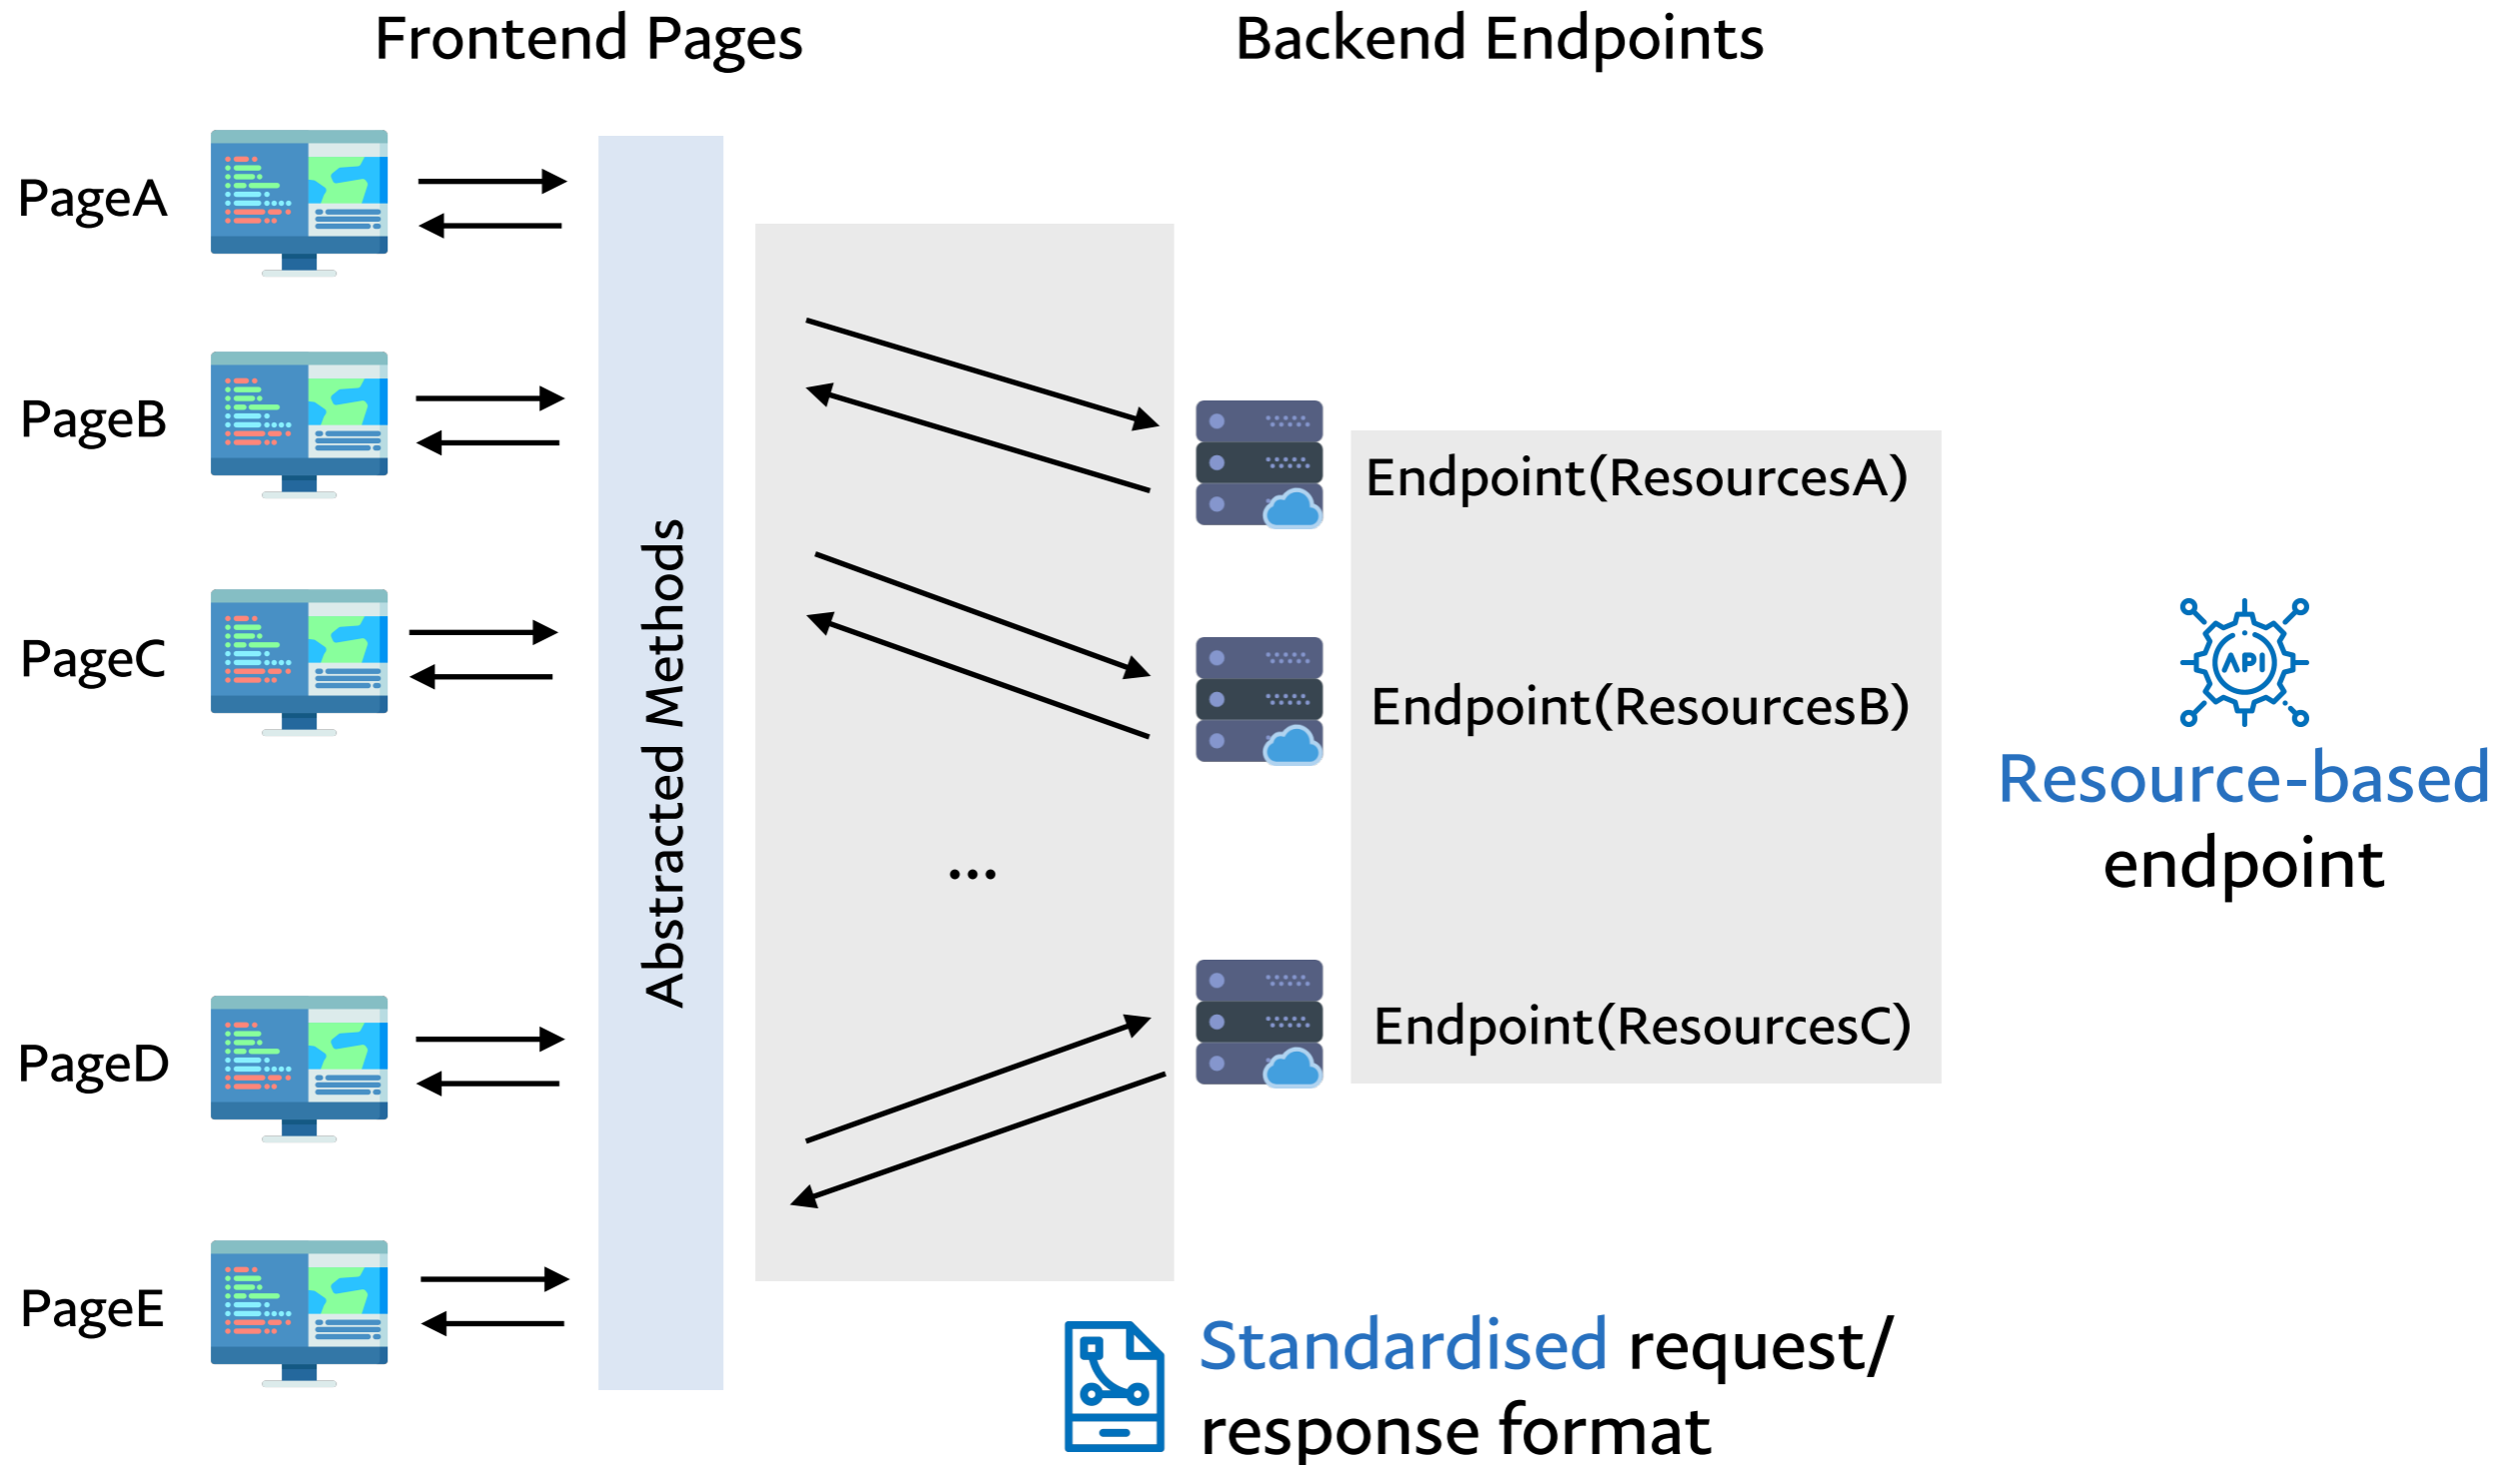 Frontend Pages
Backend Endpoints
PageA
PageB
PageC
PageD
PageE
Abstracted Methods
...
Endpoint(ResourcesA)
Endpoint(ResourcesB)
Endpoint(ResourcesC)
API
Resource-based
endpoint
Standardised request/
response format